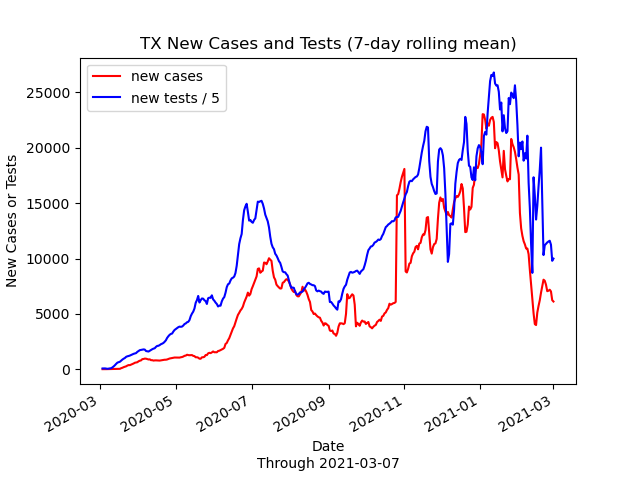 TX New Cases and Tests (7-day rolling mean)
new cases
new tests / 5
New Cases or Tests
25000
20000
15000
10000
5000
0
2020-03
2020-05
2020-07
2020-09
2020-11
2021-01
2021-03
Date
Through 2021-03-07